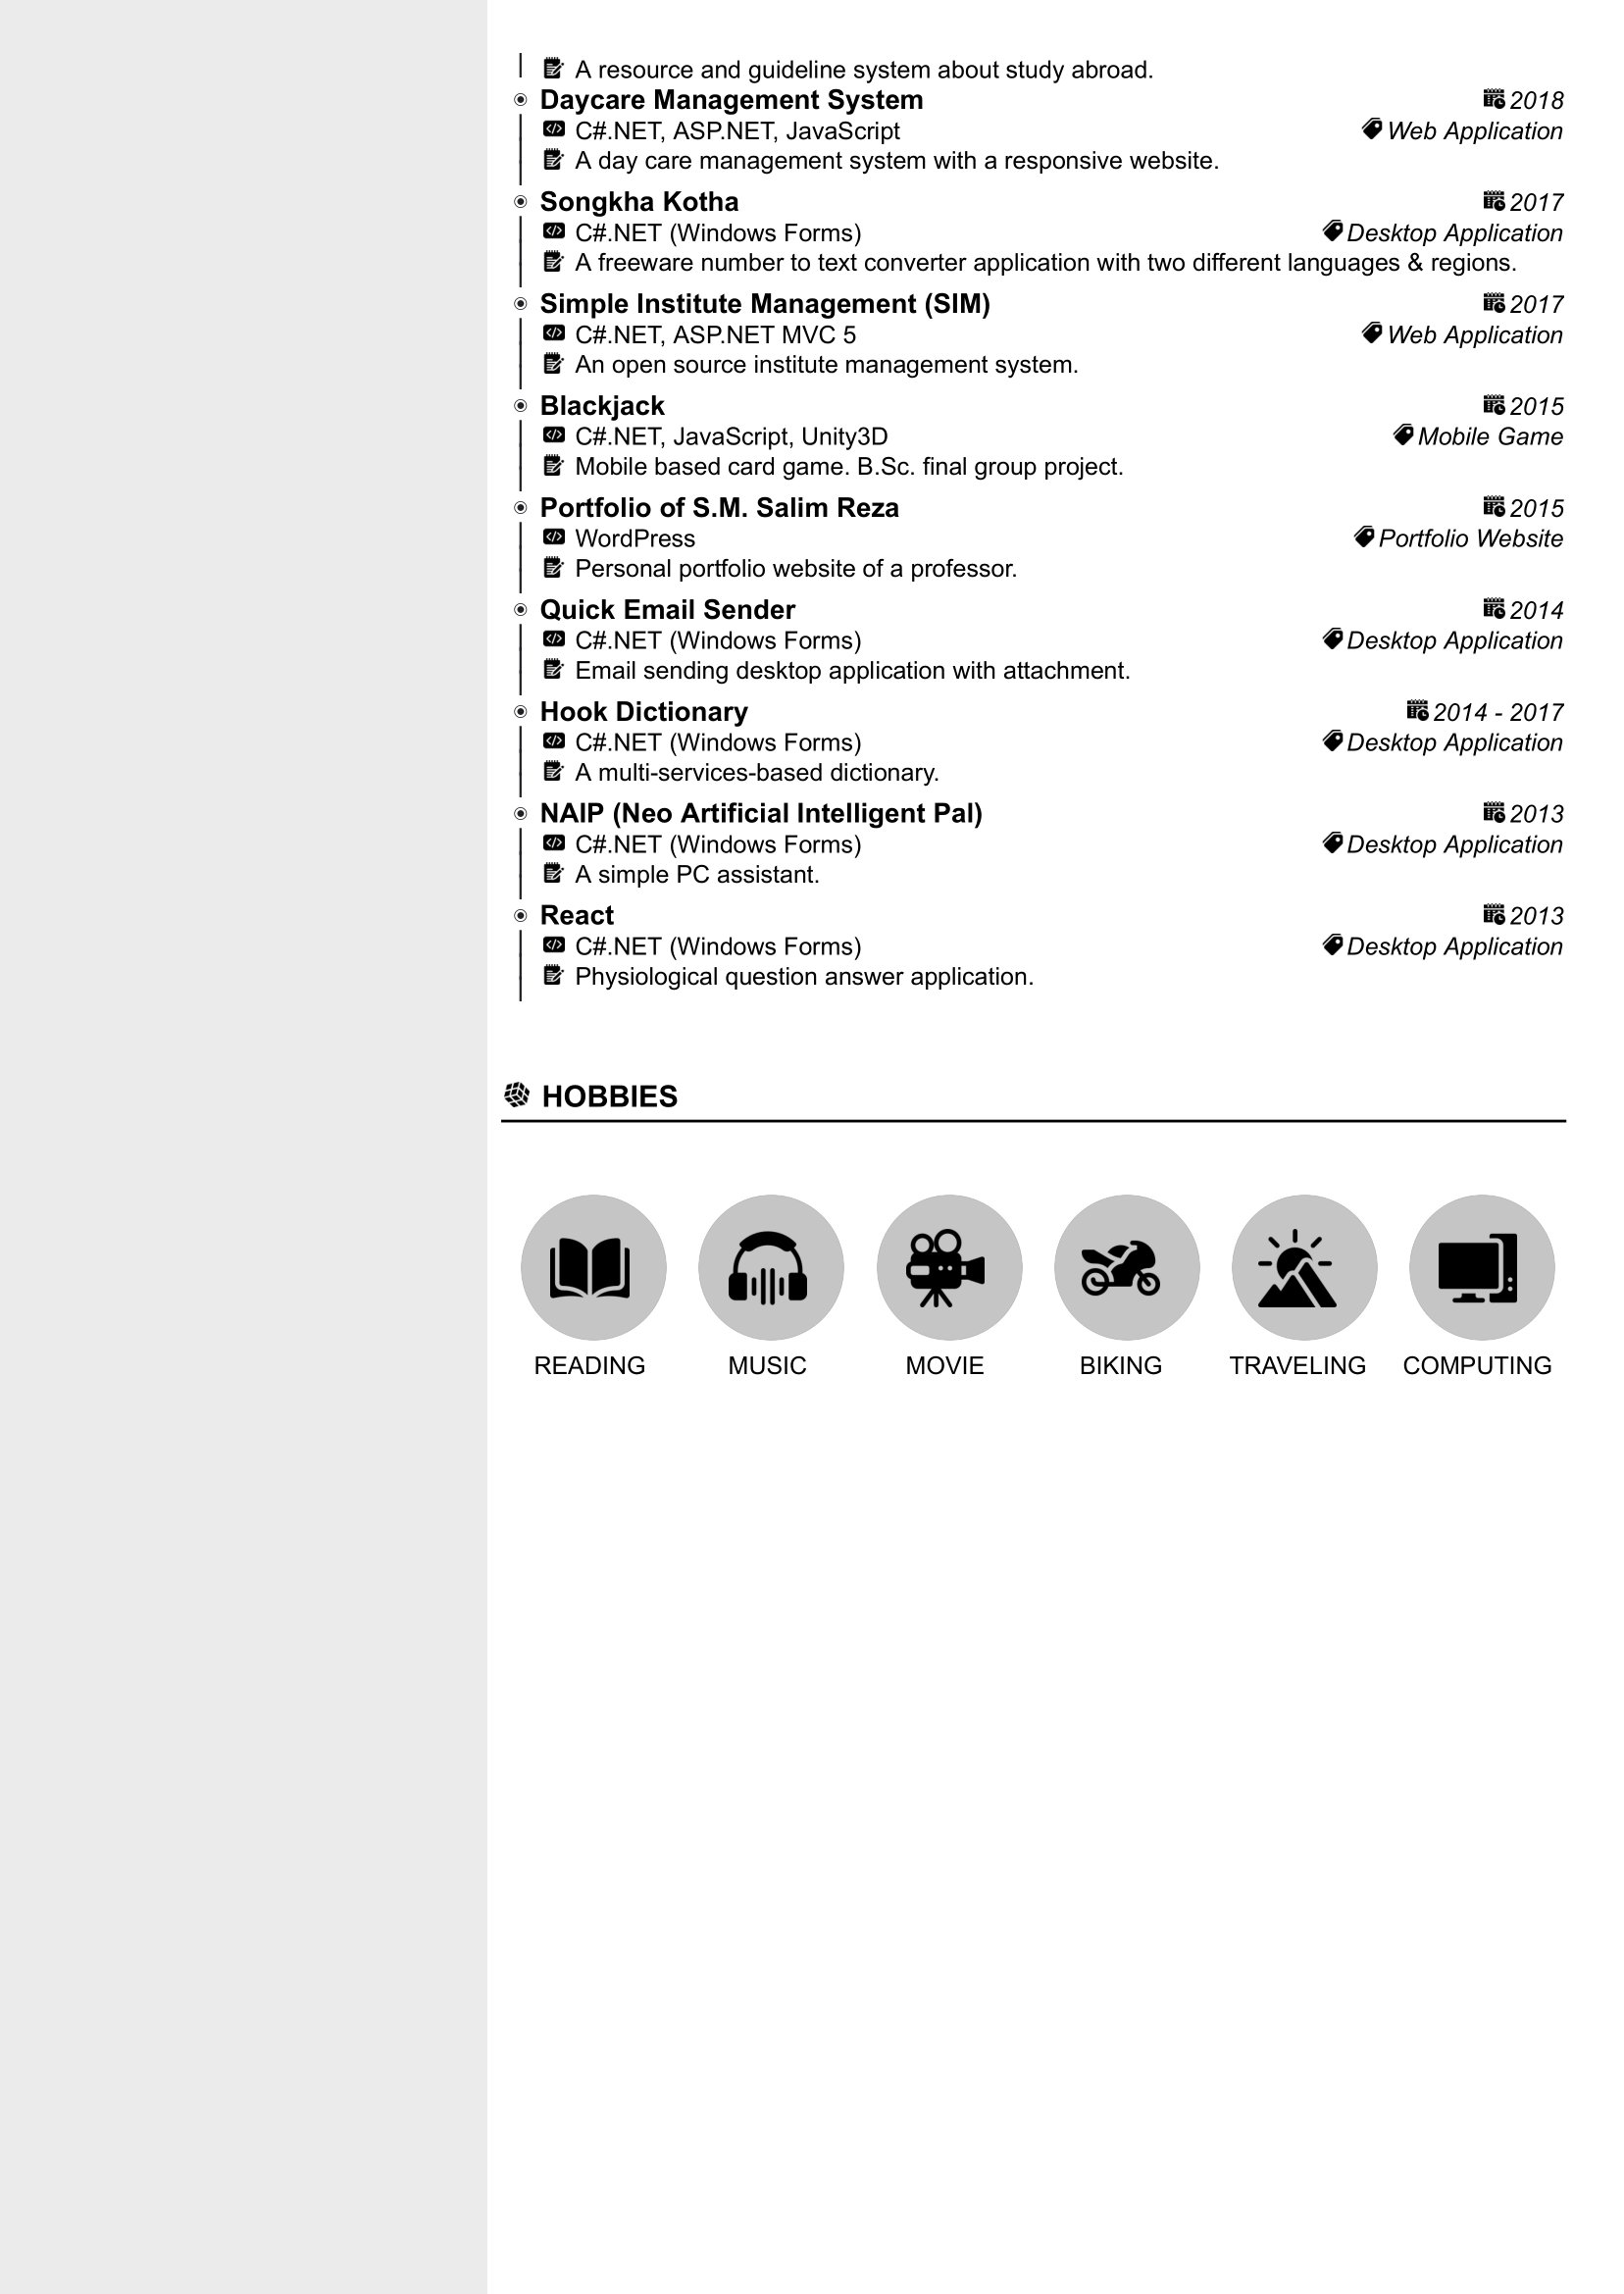 A resource and guideline system about study abroad.
Daycare Management System 2018
C#.NET, ASP.NET, JavaScript Web Application
A day care management system with a responsive website.
Songkha Kotha 2017
C#.NET (Windows Forms) Desktop Application
A freeware number to text converter application with two different languages & regions.
Simple Institute Management (SIM) 2017
C#.NET, ASP.NET MVC 5 Web Application
An open source institute management system.
Blackjack 2015
C#.NET, JavaScript, Unity3D Mobile Game
Mobile based card game. B.Sc. final group project.
Portfolio of S.M. Salim Reza 2015
WordPress Portfolio Website
Personal portfolio website of a professor.
Quick Email Sender 2014
C#.NET (Windows Forms) Desktop Application
Email sending desktop application with attachment.
Hook Dictionary 2014 - 2017
C#.NET (Windows Forms) Desktop Application
A multi-services-based dictionary.
NAIP (Neo Artificial Intelligent Pal) 2013
C#.NET (Windows Forms) Desktop Application
A simple PC assistant.
React 2013
C#.NET (Windows Forms) Desktop Application
Physiological question answer application.
HOBBIES
READING MUSIC MOVIE BIKING TRAVELING COMPUTING